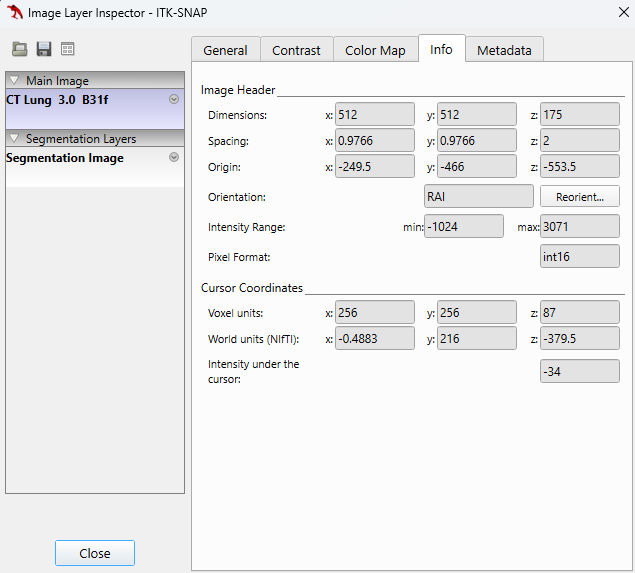 Image Layer Inspector - ITK-SNAP
General Contrast Color Map Info Metadata
Main Image
CT Lung 3.0 B31f
Segmentation Layers
Segmentation Image
Image Header
Dimensions: x: 512 y: 512 z: 175
Spacing: x: 0.9766 y: 0.9766 z: 2
Origin: x: -249.5 y: -466 z: -553.5
Orientation: RAI Reorient...
Intensity Range: min: -1024 max: 3071
Pixel Format: int16
Cursor Coordinates
Voxel units: x: 256 y: 256 z: 87
World units (NIfTI): x: -0.4883 y: 216 z: -379.5
Intensity under the
cursor: -34
Close